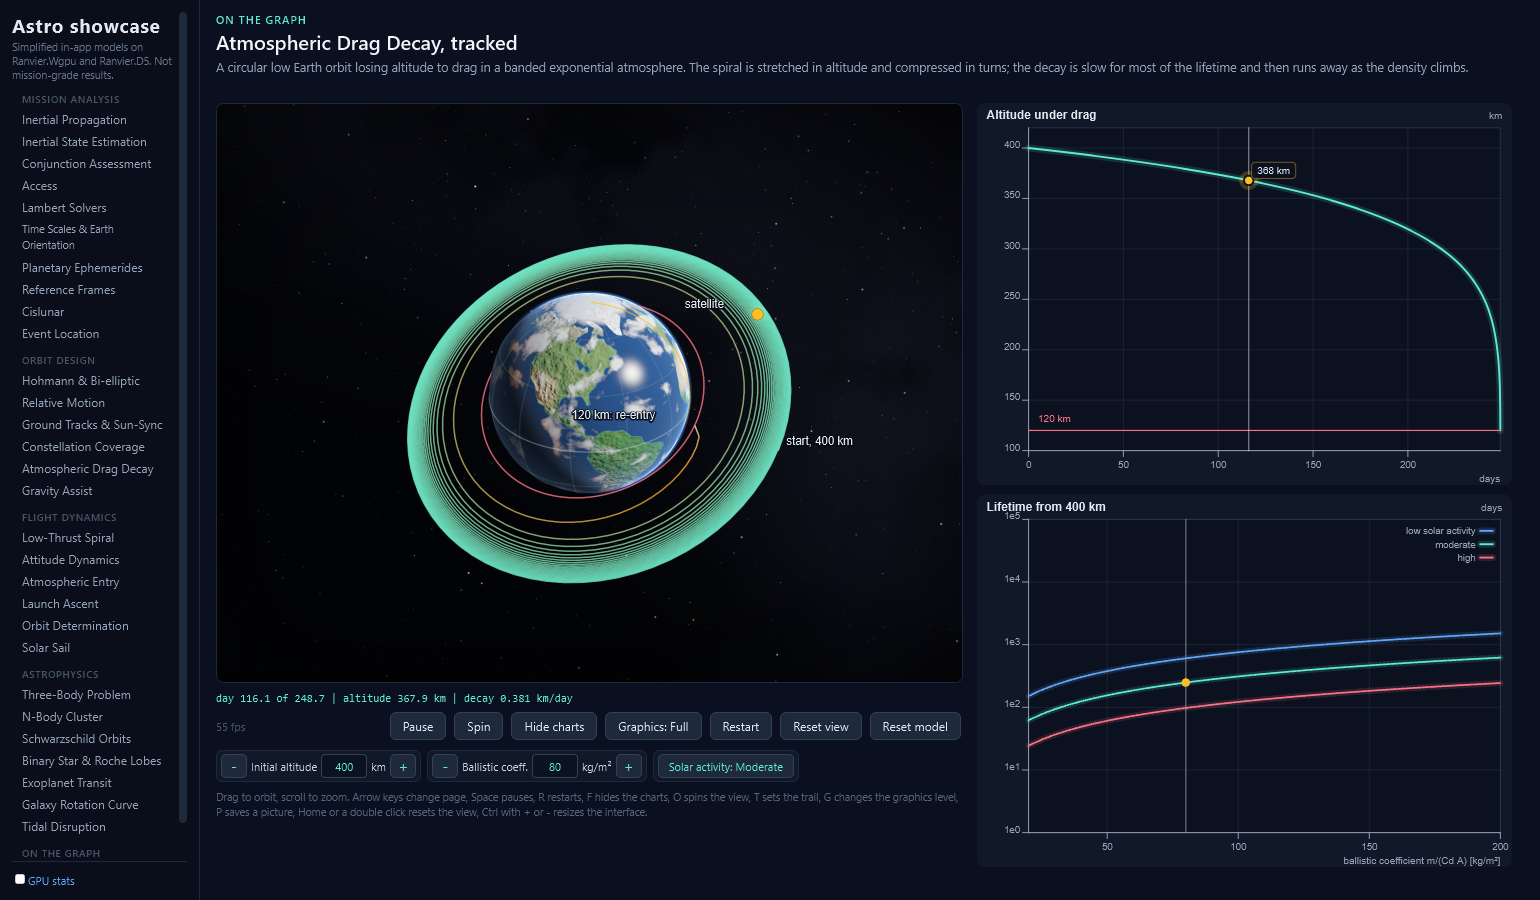 Astro showcase
Simplified in-app models on
Ranvier.Wgpu and Ranvier.D5. Not
mission-grade results.
MISSION ANALYSIS
Inertial Propagation
Inertial State Estimation
Conjunction Assessment
Access
Lambert Solvers
Time Scales & Earth
Orientation
Planetary Ephemerides
Reference Frames
Cislunar
Event Location
ORBIT DESIGN
Hohmann & Bi-elliptic
Relative Motion
Ground Tracks & Sun-Sync
Constellation Coverage
Atmospheric Drag Decay
Gravity Assist
FLIGHT DYNAMICS
Low-Thrust Spiral
Attitude Dynamics
Atmospheric Entry
Launch Ascent
Orbit Determination
Solar Sail
ASTROPHYSICS
Three-Body Problem
N-Body Cluster
Schwarzschild Orbits
Binary Star & Roche Lobes
Exoplanet Transit
Galaxy Rotation Curve
Tidal Disruption
ON THE GRAPH
GPU stats
ON THE GRAPH
Atmospheric Drag Decay, tracked
A circular low Earth orbit losing altitude to drag in a banded exponential atmosphere. The spiral is stretched in altitude and compressed in turns; the decay is slow for most of the lifetime and then runs away as the density climbs.
satellite
120 km: re-entry
start, 400 km
day 116.1 of 248.7 | altitude 367.9 km | decay 0.381 km/day
55 fps
Pause
Spin
Hide charts
Graphics: Full
Restart
Reset view
Reset model
- Initial altitude 400 km +
- Ballistic coeff. 80 kg/m² +
Solar activity: Moderate
Drag to orbit, scroll to zoom. Arrow keys change page, Space pauses, R restarts, F hides the charts, O spins the view, T sets the trail, G changes the graphics level,
P saves a picture, Home or a double click resets the view, Ctrl with + or - resizes the interface.
Altitude under drag
km
400
350
300
250
200
150
100
368 km
120 km
0
50
100
150
200
days
Lifetime from 400 km
days
1e5
1e4
1e3
1e2
1e1
1e0
low solar activity
moderate
high
50
100
150
200
ballistic coefficient m/(Cd A) [kg/m²]